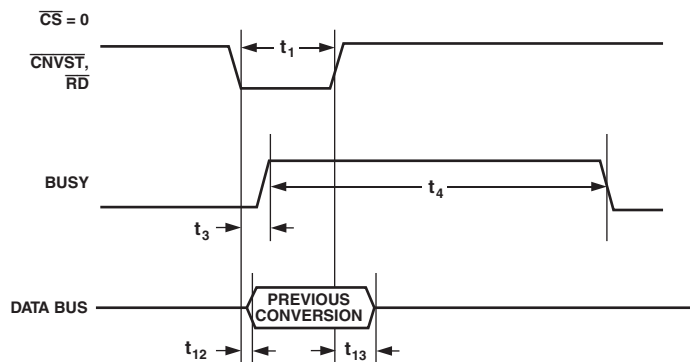 CS = 0
CNVST,
RD
t1
BUSY
t4
t3
DATA BUS
PREVIOUS
CONVERSION
t12
t13